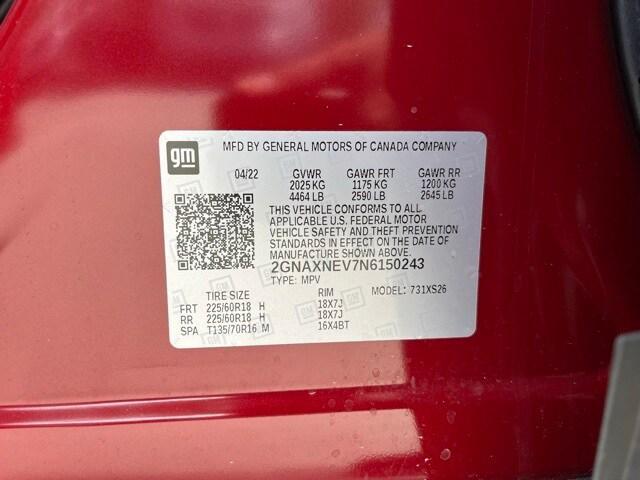 gm
MFD BY GENERAL MOTORS OF CANADA COMPANY
04/22 GVWR GAWR FRT GAWR RR
2025 KG 1175 KG 1200 KG
4464 LB 2590 LB 2645 LB
THIS VEHICLE CONFORMS TO ALL
APPLICABLE U.S. FEDERAL MOTOR
VEHICLE SAFETY AND THEFT PREVENTION
STANDARDS IN EFFECT ON THE DATE OF
MANUFACTURE SHOWN ABOVE.
2GNAXNEV7N6150243
TYPE: MPV MODEL: 731XS26
TIRE SIZE RIM
FRT 225/60R18 H 18X7J
RR 225/60R18 H 18X7J
SPA T135/70R16 M 16X4BT